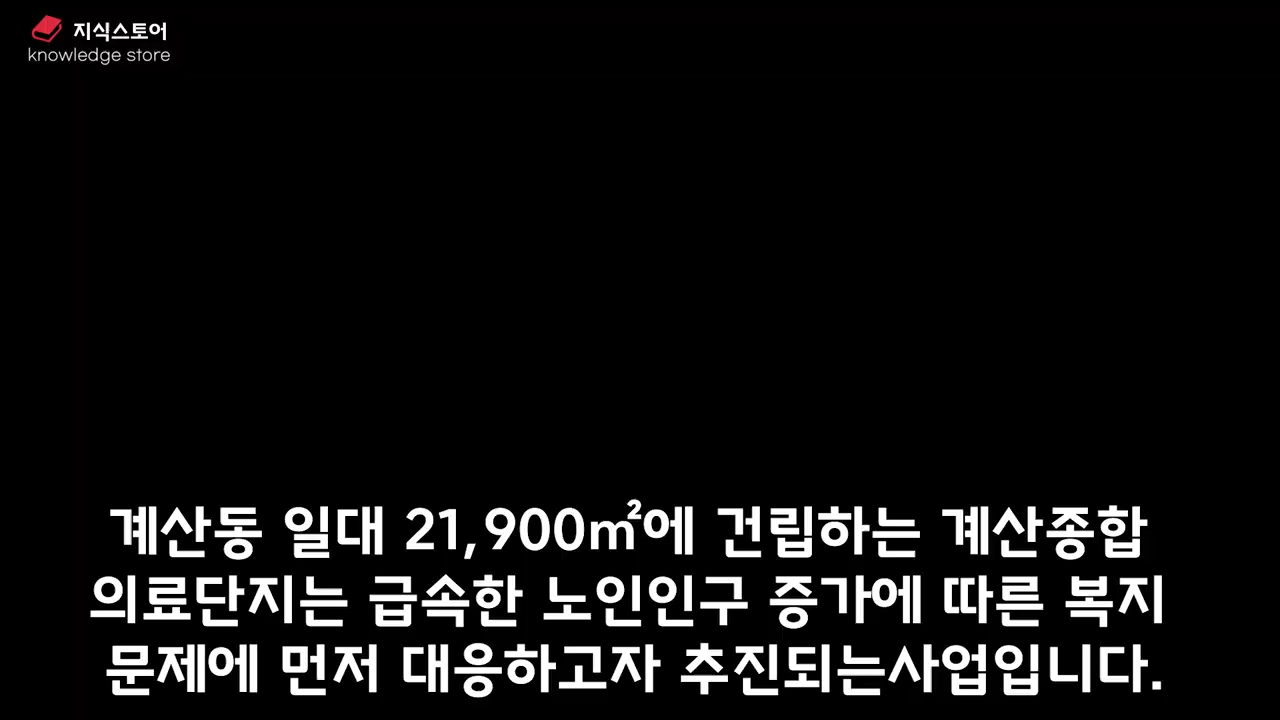 지식스토어
knowledge store
계산동 일대 21,900㎡에 건립하는 계산종합
의료단지는 급속한 노인인구 증가에 따른 복지
문제에 먼저 대응하고자 추진되는사업입니다.